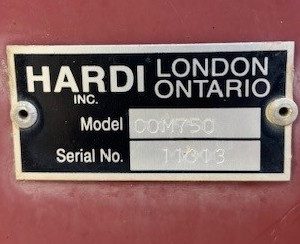 HARDI LONDON
INC. ONTARIO
Model COM750
Serial No. 11313